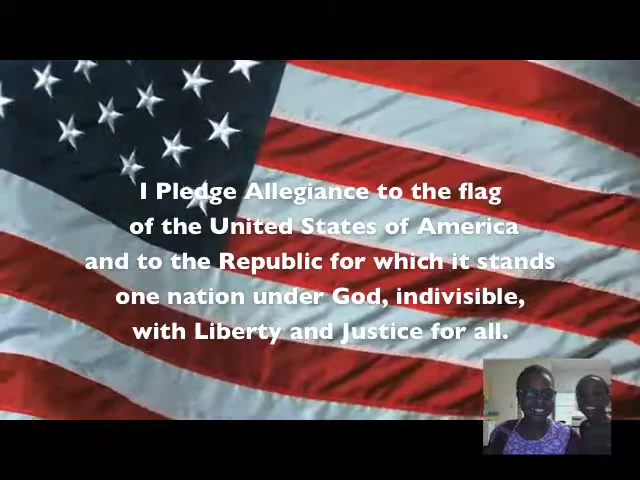 I Pledge Allegiance to the flag
of the United States of America
and to the Republic for which it stands
one nation under God, indivisible,
with Liberty and Justice for all.